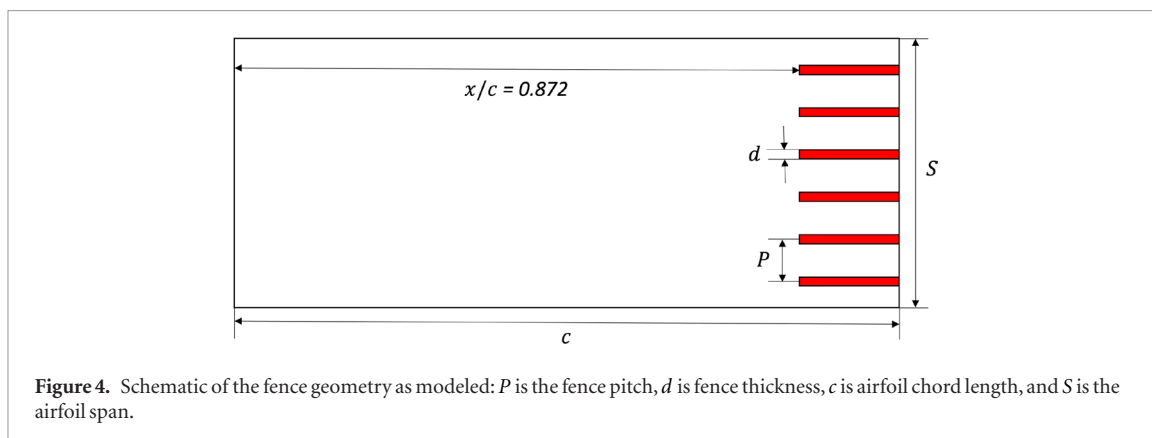 x/c = 0.872
d
S
P
c
Figure 4. Schematic of the fence geometry as modeled: P is the fence pitch, d is fence thickness, c is airfoil chord length, and S is the
airfoil span.